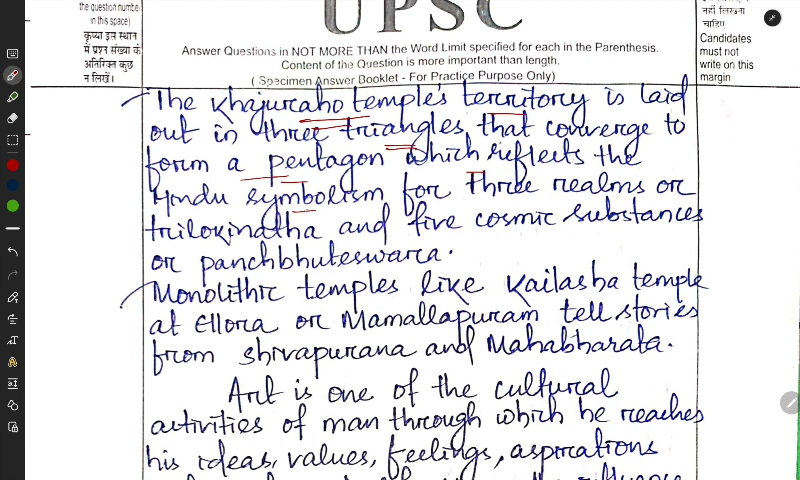 the question numbe
in this space)
कृप्या इस स्थान
में प्रश्न संख्या के
अतिरिक्त कुछ
न लिखें।
UPSC
Answer Questions in NOT MORE THAN the Word Limit specified for each in the Parenthesis.
Content of the Question is more important than length.
( Specimen Answer Booklet - For Practice Purpose Only)
नहीं लिखना
चाहिए
Candidates
must not
write on this
margin
The Khajuraho temple's territory is laid
out in three triangles, that converge to
form a pentagon which reflects the
Hindu symbolism for three realms or
trilokinatha and five cosmic substances
or panchbhuteswara.
Monolithic temples like Kailasha temple
at Ellora or Mamallapuram tell stories
from Shivapurana and Mahabharata.
Art is one of the cultural
activities of man through which he reaches
his ideas, values, feelings, aspirations